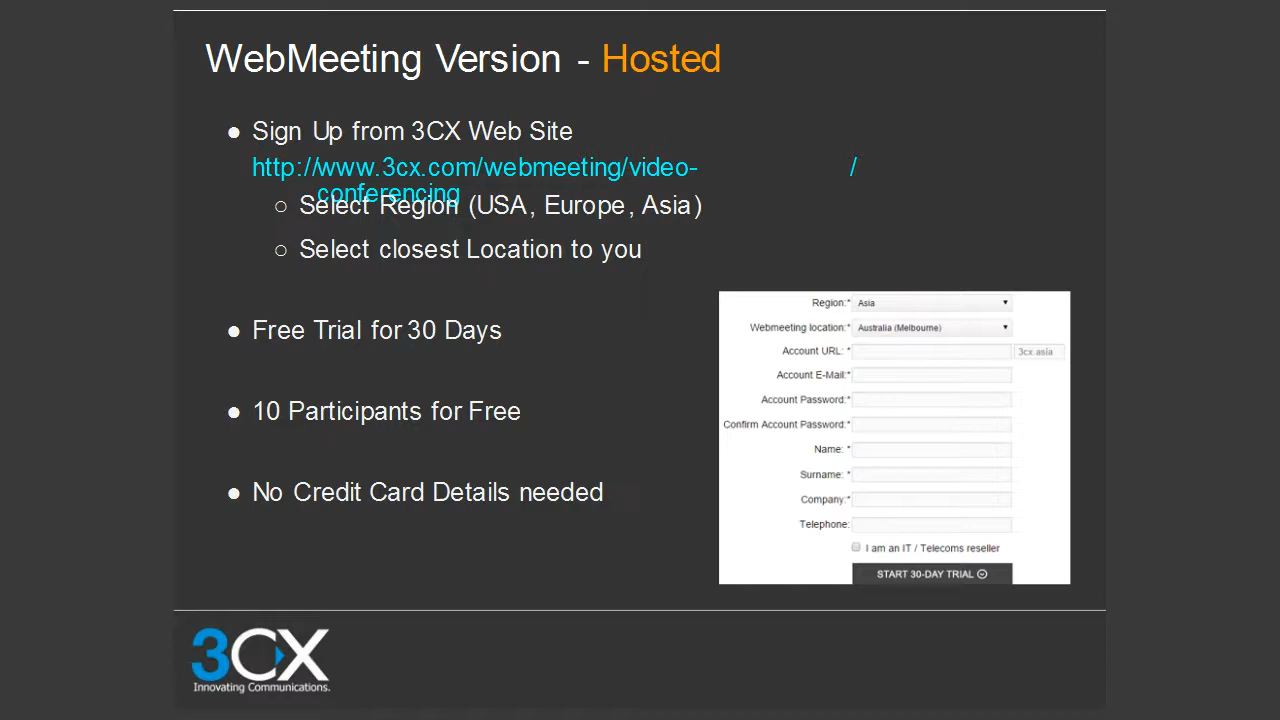 WebMeeting Version - Hosted
● Sign Up from 3CX Web Site
http://www.3cx.com/webmeeting/video- /
conferencing
○ Select Region (USA, Europe, Asia)
○ Select closest Location to you
● Free Trial for 30 Days
● 10 Participants for Free
● No Credit Card Details needed
Region:* Asia
Webmeeting location:* Australia (Melbourne)
Account URL: * 3cx.asia
Account E-Mail:*
Account Password:*
Confirm Account Password:*
Name: *
Surname: *
Company:*
Telephone:
I am an IT / Telecoms reseller
START 30-DAY TRIAL
3CX
Innovating Communications.